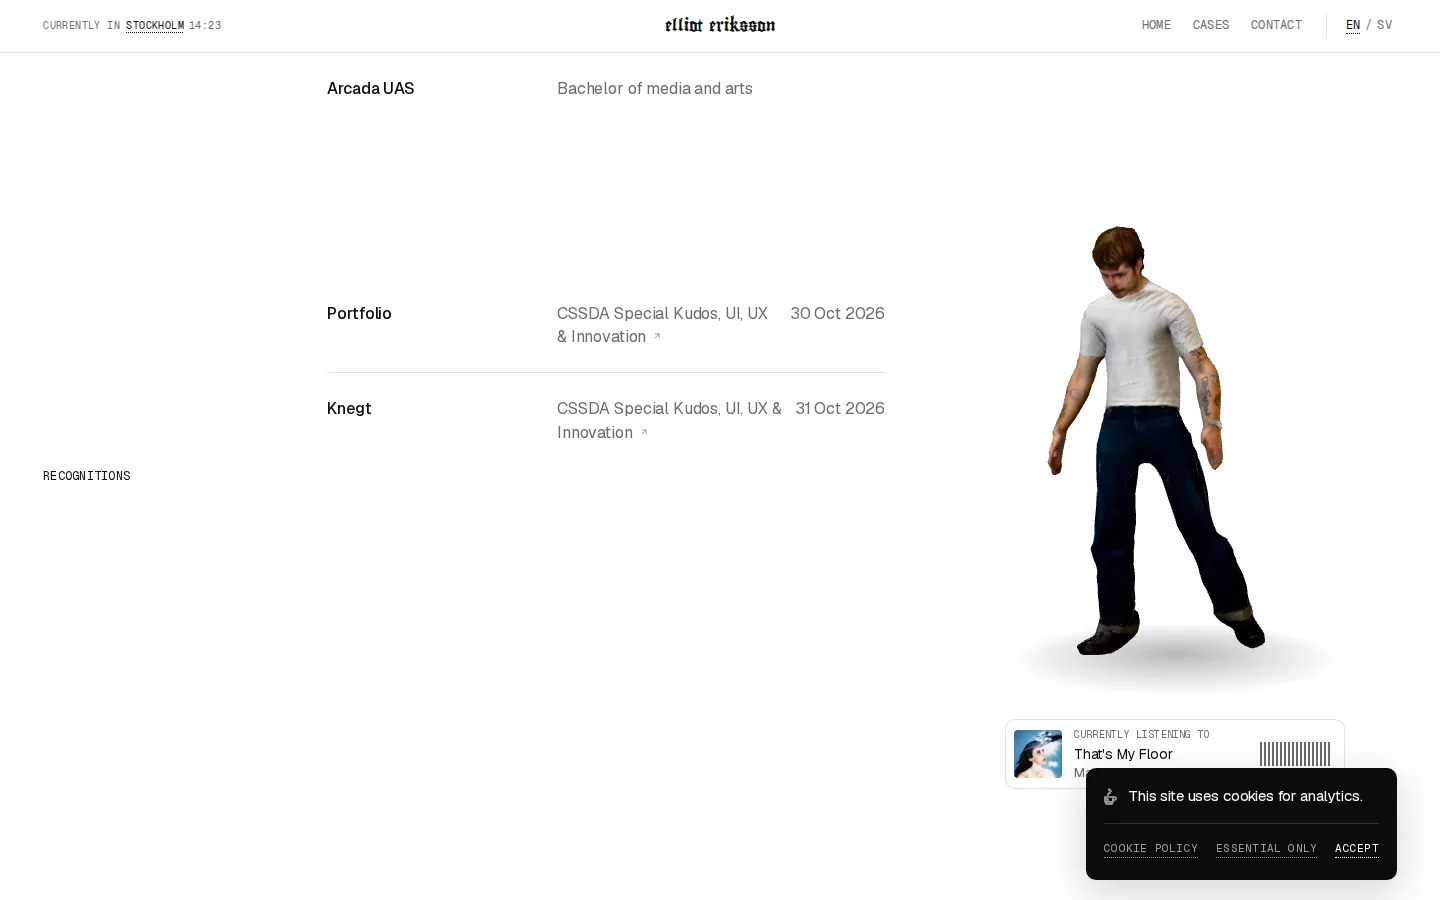 CURRENTLY IN STOCKHOLM 14:23
elliot eriksson
HOME CASES CONTACT EN / SV
Arcada UAS Bachelor of media and arts
Portfolio CSSDA Special Kudos, UI, UX 30 Oct 2026
& Innovation ↗
Knegt CSSDA Special Kudos, UI, UX & 31 Oct 2026
Innovation ↗
RECOGNITIONS
CURRENTLY LISTENING TO
That's My Floor
This site uses cookies for analytics.
COOKIE POLICY ESSENTIAL ONLY ACCEPT